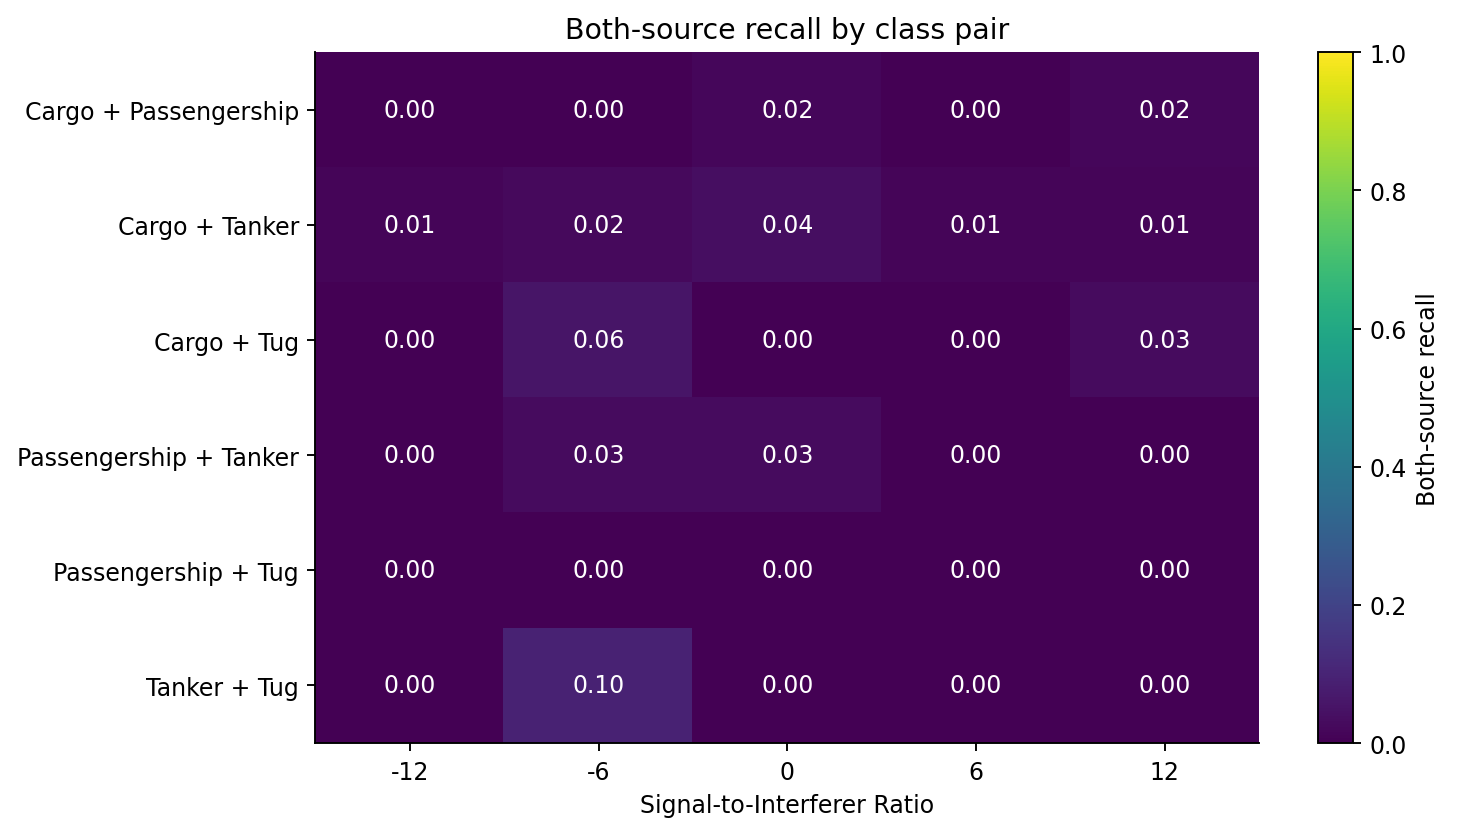 Both-source recall by class pair
Cargo + Passengership 0.00 0.00 0.02 0.00 0.02
Cargo + Tanker 0.01 0.02 0.04 0.01 0.01
Cargo + Tug 0.00 0.06 0.00 0.00 0.03
Passengership + Tanker 0.00 0.03 0.03 0.00 0.00
Passengership + Tug 0.00 0.00 0.00 0.00 0.00
Tanker + Tug 0.00 0.10 0.00 0.00 0.00
-12 -6 0 6 12
Signal-to-Interferer Ratio
1.0
0.8
0.6
0.4
0.2
0.0
Both-source recall